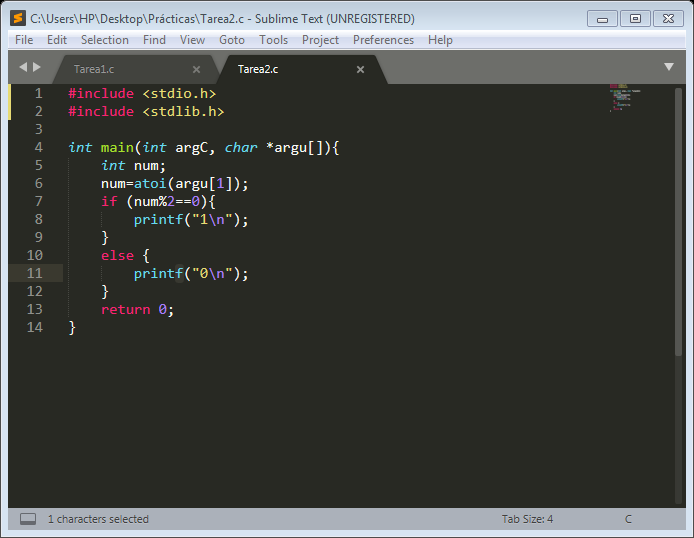 C:\Users\HP\Desktop\Prácticas\Tarea2.c - Sublime Text (UNREGISTERED)
File Edit Selection Find View Goto Tools Project Preferences Help
Tarea1.c Tarea2.c
1 #include <stdio.h>
2 #include <stdlib.h>
3
4 int main(int argC, char *argu[]){
5 int num;
6 num=atoi(argu[1]);
7 if (num%2==0){
8 printf("1\n");
9 }
10 else {
11 printf("0\n");
12 }
13 return 0;
14 }
1 characters selected Tab Size: 4 C